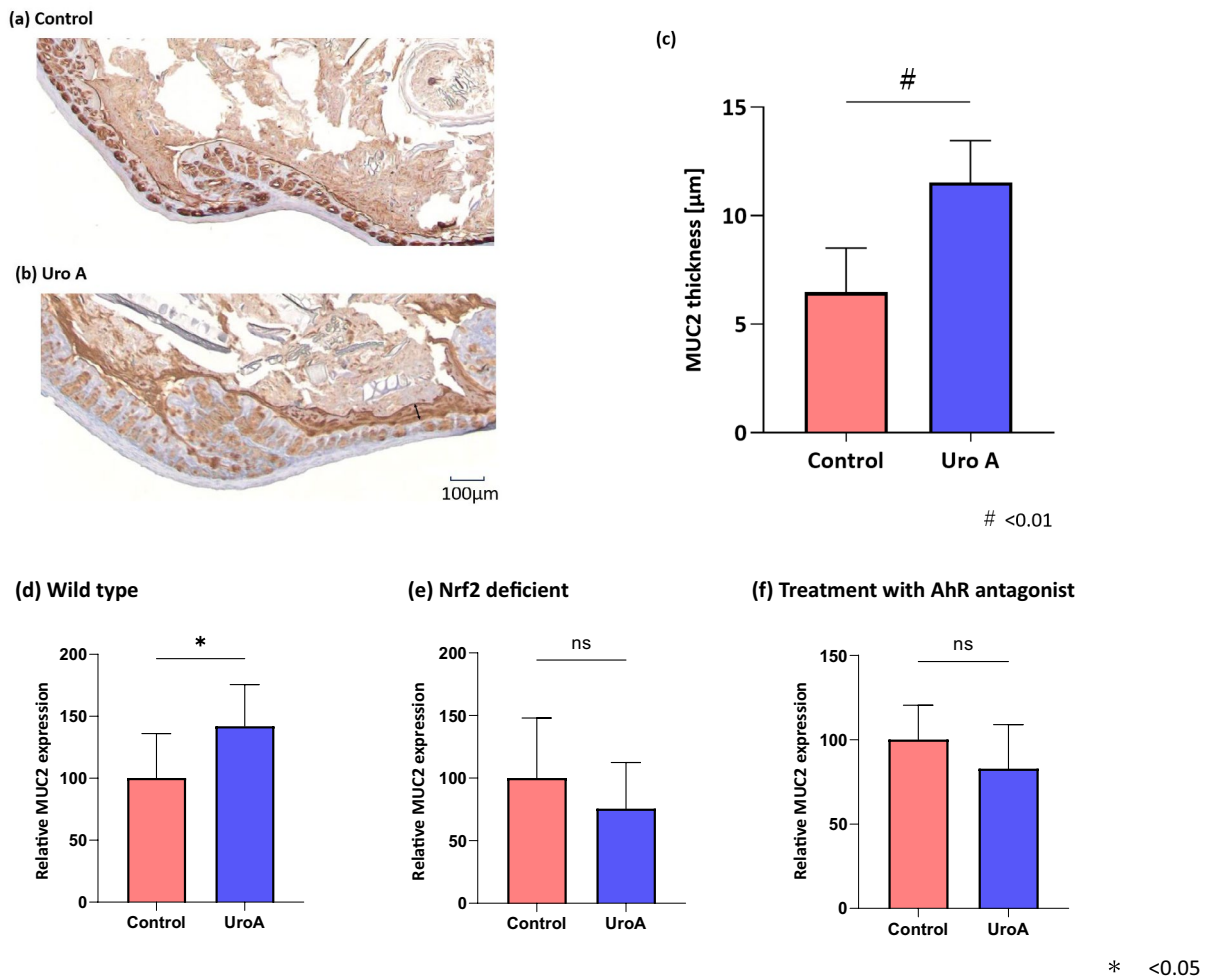 (a) Control
(b) Uro A
100µm
(c)
#
MUC2 thickness [µm]
15
10
5
0
Control Uro A
# <0.01
(d) Wild type
*
Relative MUC2 expression
200
150
100
50
0
Control UroA
(e) Nrf2 deficient
ns
Relative MUC2 expression
200
150
100
50
0
Control UroA
(f) Treatment with AhR antagonist
ns
Relative MUC2 expression
150
100
50
0
Control UroA
* <0.05